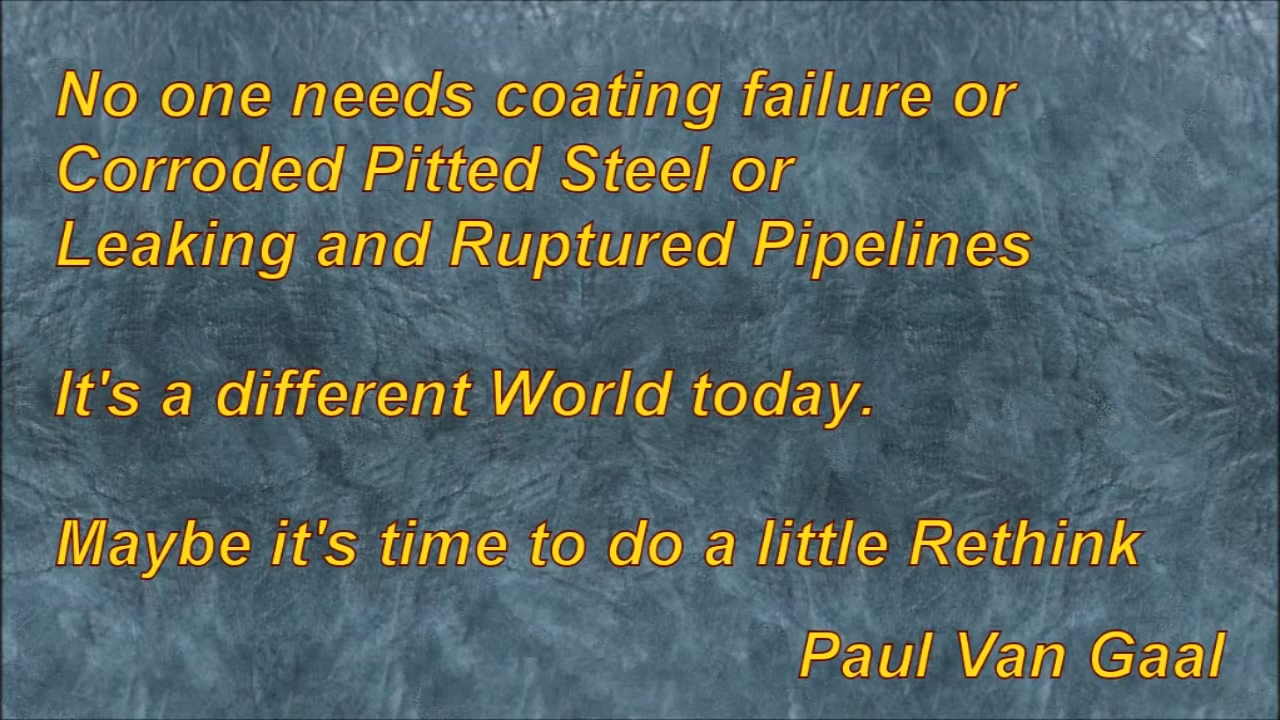 No one needs coating failure or
Corroded Pitted Steel or
Leaking and Ruptured Pipelines
It's a different World today.
Maybe it's time to do a little Rethink
Paul Van Gaal